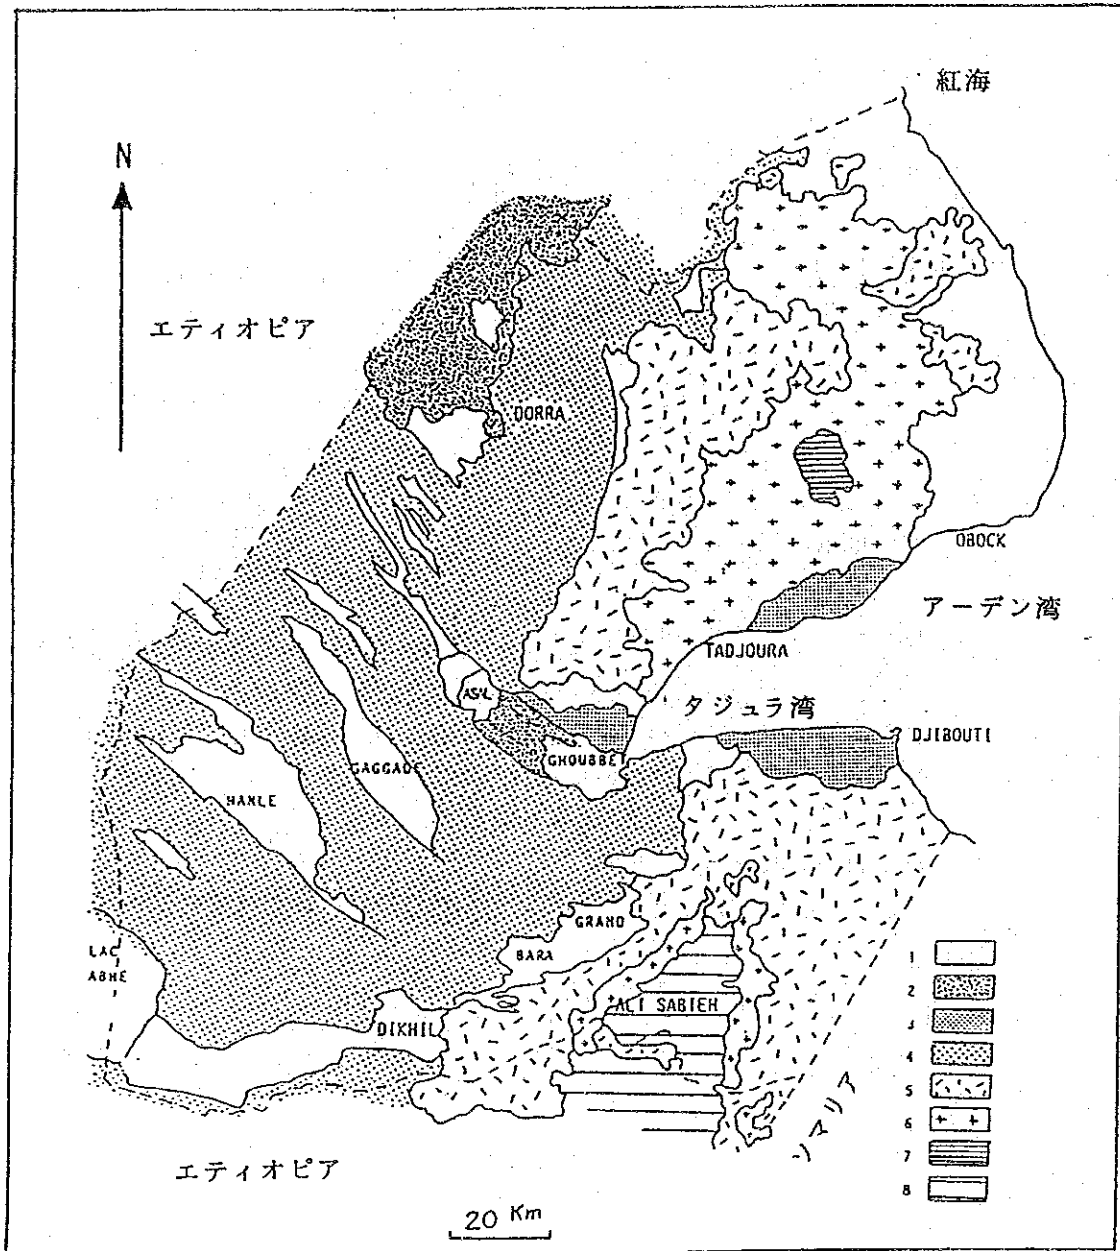 紅海
N
エティオピア
DORRA
OBOCK
アーデン湾
TADJOURA
ASAL
タジュラ湾
DJIBOUTI
GHOUBBET
GAGGADE
HANLE
GRAND
BARA
LAC
ABHE
ALI SABIEH
DIKHIL
ソマリア
エティオピア
20 Km
1
2
3
4
5
6
7
8